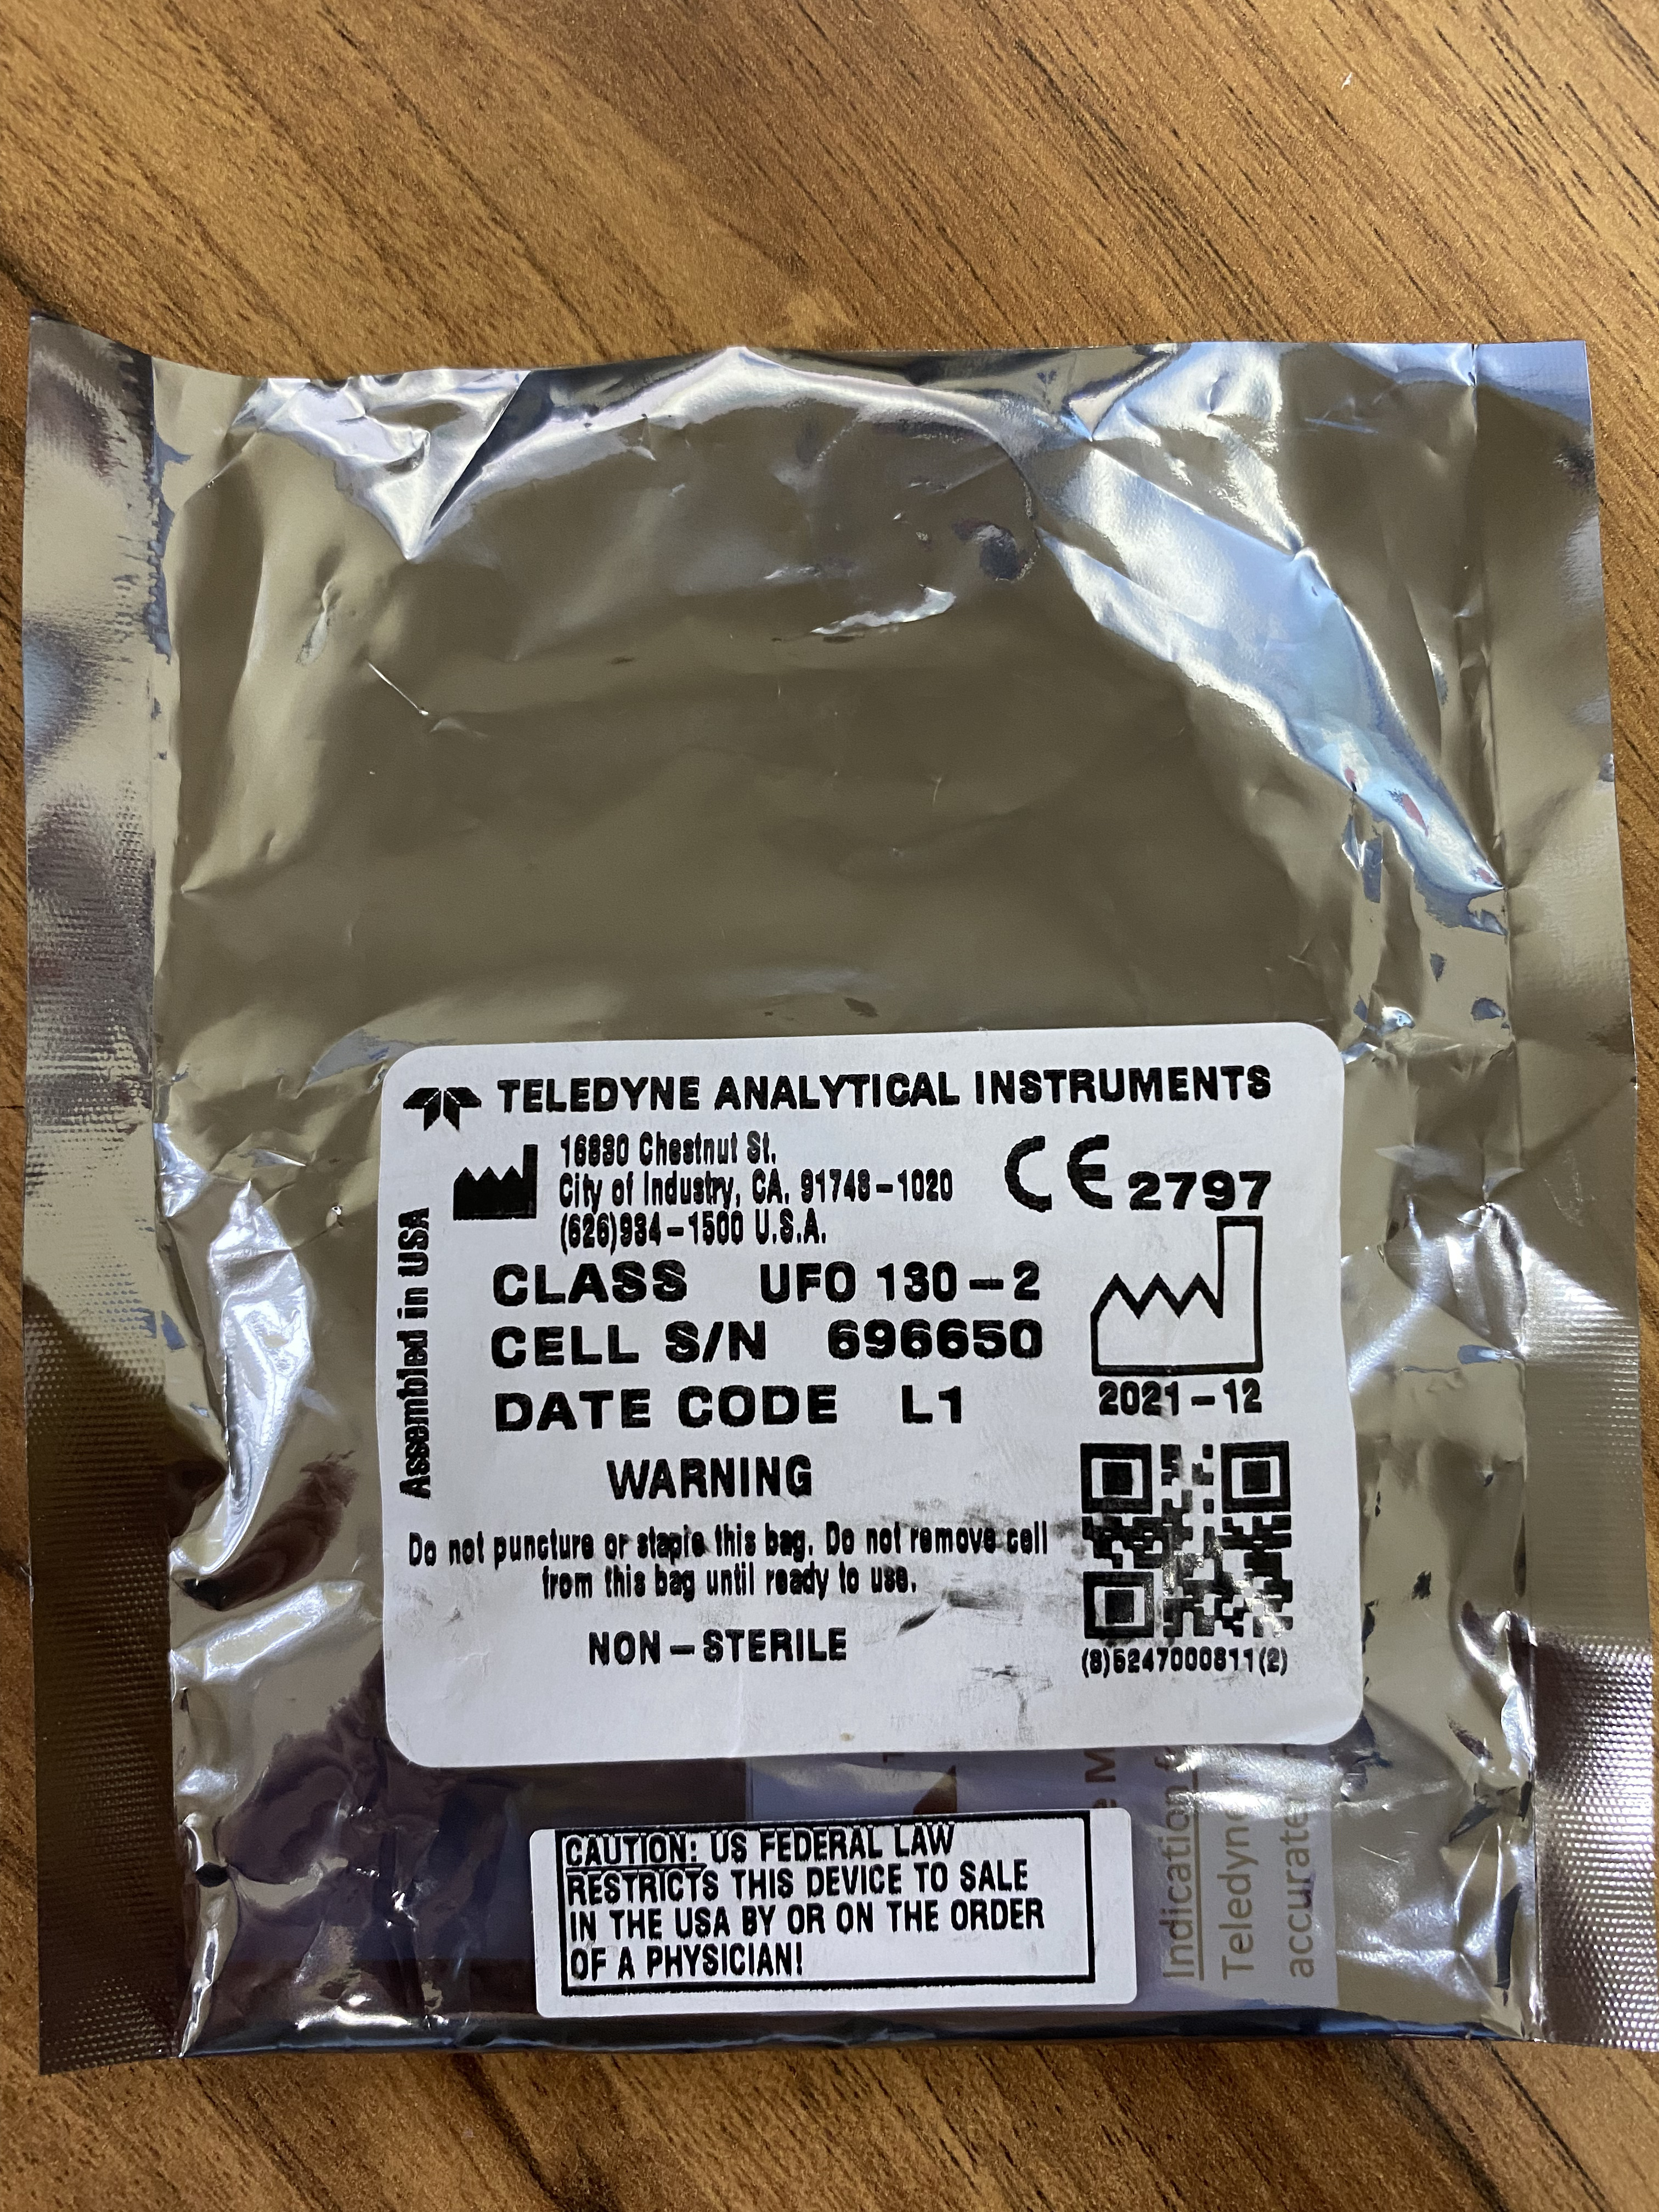 TELEDYNE ANALYTICAL INSTRUMENTS
16830 Chestnut St.
City of Industry, CA. 91748-1020
(626)934-1500 U.S.A.
CE 2797
Assembled in USA
CLASS UFO 130-2
CELL S/N 696650
DATE CODE L1
2021-12
WARNING
Do not puncture or staple this bag. Do not remove cell
from this bag until ready to use.
NON-STERILE
(8)5247000811(2)
CAUTION: US FEDERAL LAW
RESTRICTS THIS DEVICE TO SALE
IN THE USA BY OR ON THE ORDER
OF A PHYSICIAN!
Indication
Teledyne
accurate